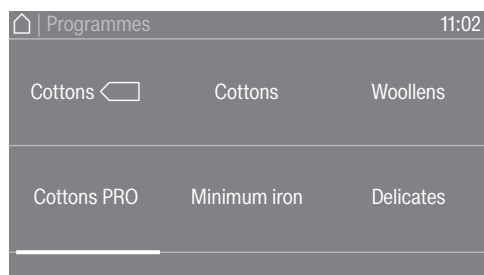 | Programmes 11:02
Cottons Cottons Woollens
Cottons PRO Minimum iron Delicates